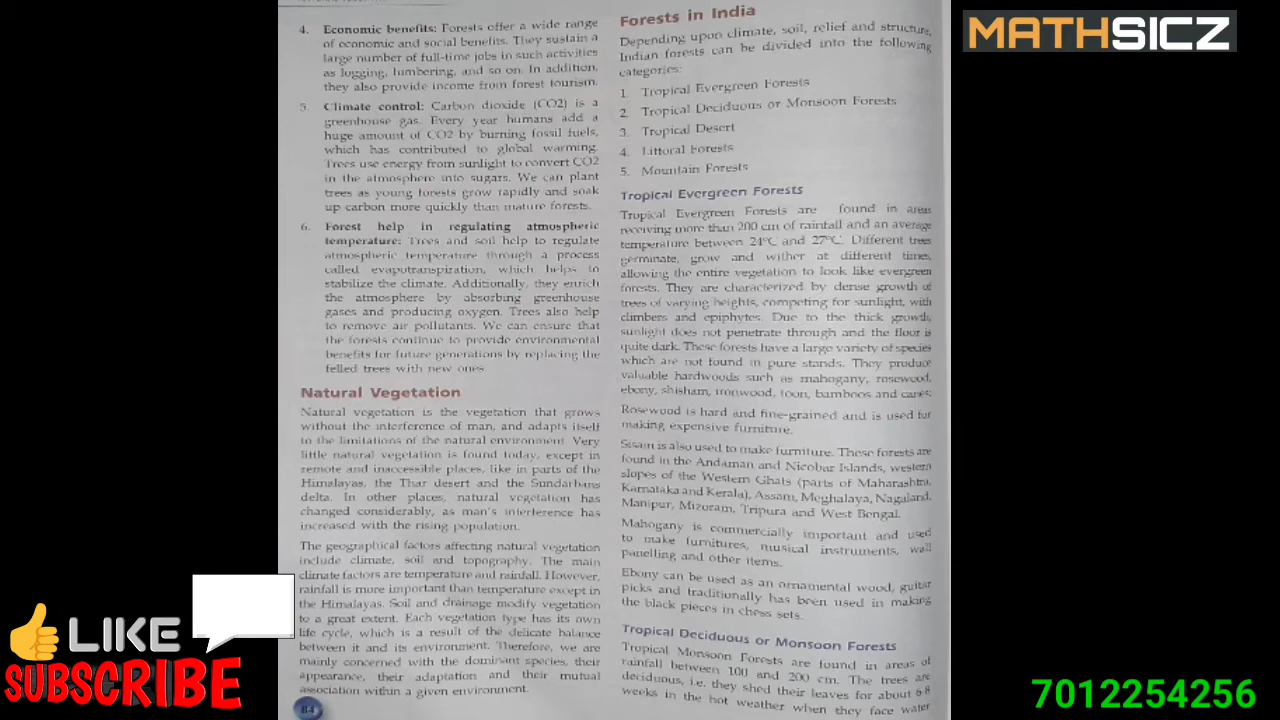 4. Economic benefits: Forests offer a wide range
of economic and social benefits. They sustain a
large number of full-time jobs in such activities
as logging, lumbering, and so on. In addition,
they also provide income from forest tourism.
5. Climate control: Carbon dioxide (CO2) is a
greenhouse gas. Every year humans add a
huge amount of CO2 by burning fossil fuels,
which has contributed to global warming.
Trees use energy from sunlight to convert CO2
in the atmosphere into sugars. We can plant
trees as young forests grow rapidly and soak
up carbon more quickly than mature forests.
6. Forest help in regulating atmospheric
temperature: Trees and soil help to regulate
atmospheric temperature through a process
called evapotranspiration, which helps to
stabilize the climate. Additionally, they enrich
the atmosphere by absorbing greenhouse
gases and producing oxygen. Trees also help
to remove air pollutants. We can ensure that
the forests continue to provide environmental
benefits for future generations by replacing the
felled trees with new ones.
Natural Vegetation
Natural vegetation is the vegetation that grows
without the interference of man, and adapts itself
to the limitations of the natural environment. Very
little natural vegetation is found today, except in
remote and inaccessible places, like in parts of the
Himalayas, the Thar desert and the Sundarbans
delta. In other places, natural vegetation has
changed considerably, as man's interference has
increased with the rising population.
The geographical factors affecting natural vegetation
include climate, soil and topography. The main
climate factors are temperature and rainfall. However,
rainfall is more important than temperature except in
the Himalayas. Soil and drainage modify vegetation
to a great extent. Each vegetation type has its own
life cycle, which is a result of the delicate balance
between it and its environment. Therefore, we are
mainly concerned with the dominant species, their
appearance, their adaptation and their mutual
association within a given environment.
84
Forests in India
Depending upon climate, soil, relief and structure,
Indian forests can be divided into the following
categories:
1. Tropical Evergreen Forests
2. Tropical Deciduous or Monsoon Forests
3. Tropical Desert
4. Littoral Forests
5. Mountain Forests
Tropical Evergreen Forests
Tropical Evergreen Forests are found in areas
receiving more than 200 cm of rainfall and an average
temperature between 24°C and 27°C. Different trees
germinate, grow and wither at different times,
allowing the entire vegetation to look like evergreen
forests. They are characterized by dense growth of
trees of varying heights, competing for sunlight, with
climbers and epiphytes. Due to the thick growth,
sunlight does not penetrate through and the floor is
quite dark. These forests have a large variety of species
which are not found in pure stands. They produce
valuable hardwoods such as mahogany, rosewood,
ebony, shisham, ironwood, toon, bamboos and canes.
Rosewood is hard and fine-grained and is used for
making expensive furniture.
Sisam is also used to make furniture. These forests are
found in the Andaman and Nicobar Islands, western
slopes of the Western Ghats (parts of Maharashtra,
Karnataka and Kerala), Assam, Meghalaya, Nagaland,
Manipur, Mizoram, Tripura and West Bengal.
Mahogany is commercially important and used
to make furnitures, musical instruments, wall
panelling and other items.
Ebony can be used as an ornamental wood, guitar
picks and traditionally has been used in making
the black pieces in chess sets.
Tropical Deciduous or Monsoon Forests
Tropical Monsoon Forests are found in areas of
rainfall between 100 and 200 cm. The trees are
deciduous, i.e. they shed their leaves for about 6-8
weeks in the hot weather when they face water
MATHSICZ
LIKE
SUBSCRIBE
7012254256